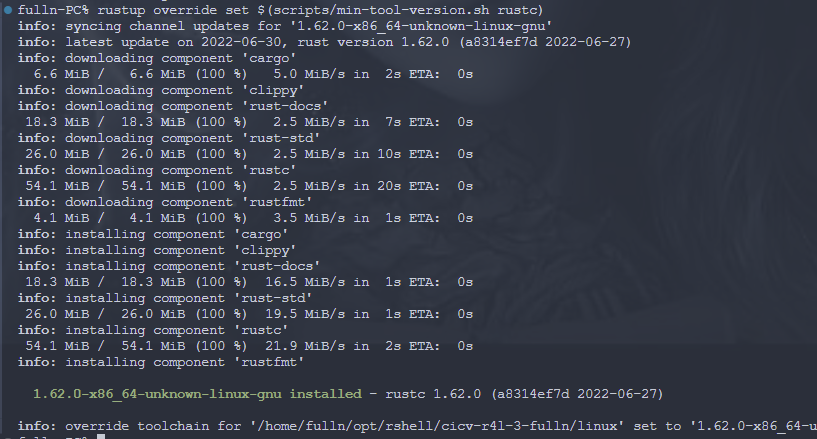 fulln-PC% rustup override set $(scripts/min-tool-version.sh rustc)
info: syncing channel updates for '1.62.0-x86_64-unknown-linux-gnu'
info: latest update on 2022-06-30, rust version 1.62.0 (a8314ef7d 2022-06-27)
info: downloading component 'cargo'
6.6 MiB / 6.6 MiB (100 %) 5.0 MiB/s in 2s ETA: 0s
info: downloading component 'clippy'
info: downloading component 'rust-docs'
18.3 MiB / 18.3 MiB (100 %) 2.5 MiB/s in 7s ETA: 0s
info: downloading component 'rust-std'
26.0 MiB / 26.0 MiB (100 %) 2.5 MiB/s in 10s ETA: 0s
info: downloading component 'rustc'
54.1 MiB / 54.1 MiB (100 %) 2.5 MiB/s in 20s ETA: 0s
info: downloading component 'rustfmt'
4.1 MiB / 4.1 MiB (100 %) 3.5 MiB/s in 1s ETA: 0s
info: installing component 'cargo'
info: installing component 'clippy'
info: installing component 'rust-docs'
18.3 MiB / 18.3 MiB (100 %) 16.5 MiB/s in 1s ETA: 0s
info: installing component 'rust-std'
26.0 MiB / 26.0 MiB (100 %) 19.5 MiB/s in 1s ETA: 0s
info: installing component 'rustc'
54.1 MiB / 54.1 MiB (100 %) 21.9 MiB/s in 2s ETA: 0s
info: installing component 'rustfmt'
1.62.0-x86_64-unknown-linux-gnu installed - rustc 1.62.0 (a8314ef7d 2022-06-27)
info: override toolchain for '/home/fulln/opt/rshell/cicv-r4l-3-fulln/linux' set to '1.62.0-x86_64-u